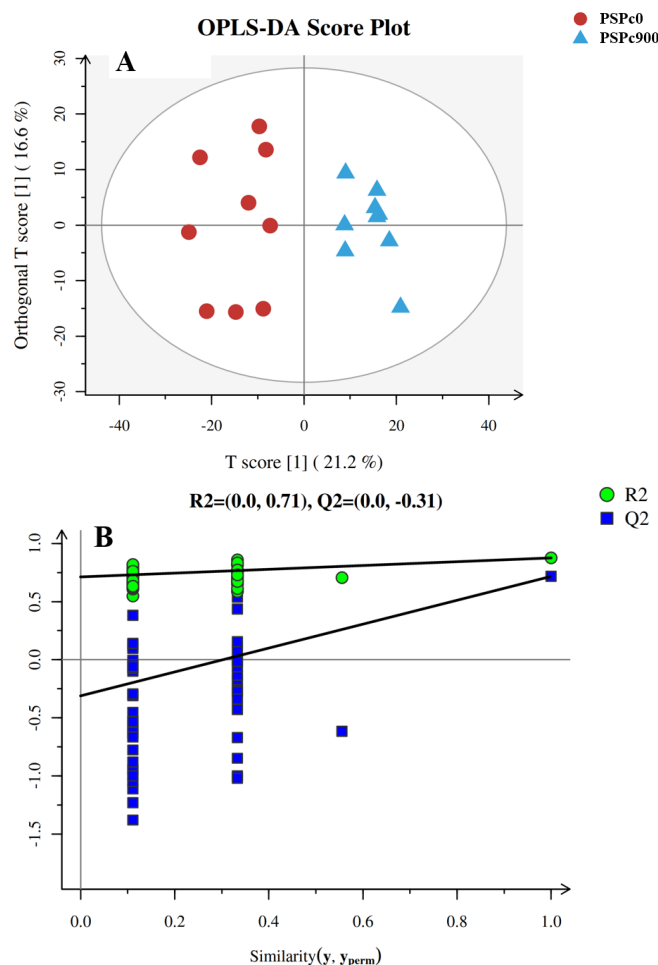 OPLS-DA Score Plot
PSPc0
PSPc900
A
30
20
10
0
-10
-20
-30
Orthogonal T score [1] ( 16.6 %)
-40
-20
0
20
40
T score [1] ( 21.2 %)
R2=(0.0, 0.71), Q2=(0.0, -0.31)
R2
Q2
B
1.0
0.5
0.0
-0.5
-1.0
-1.5
0.0
0.2
0.4
0.6
0.8
1.0
Similarity(y, yperm)